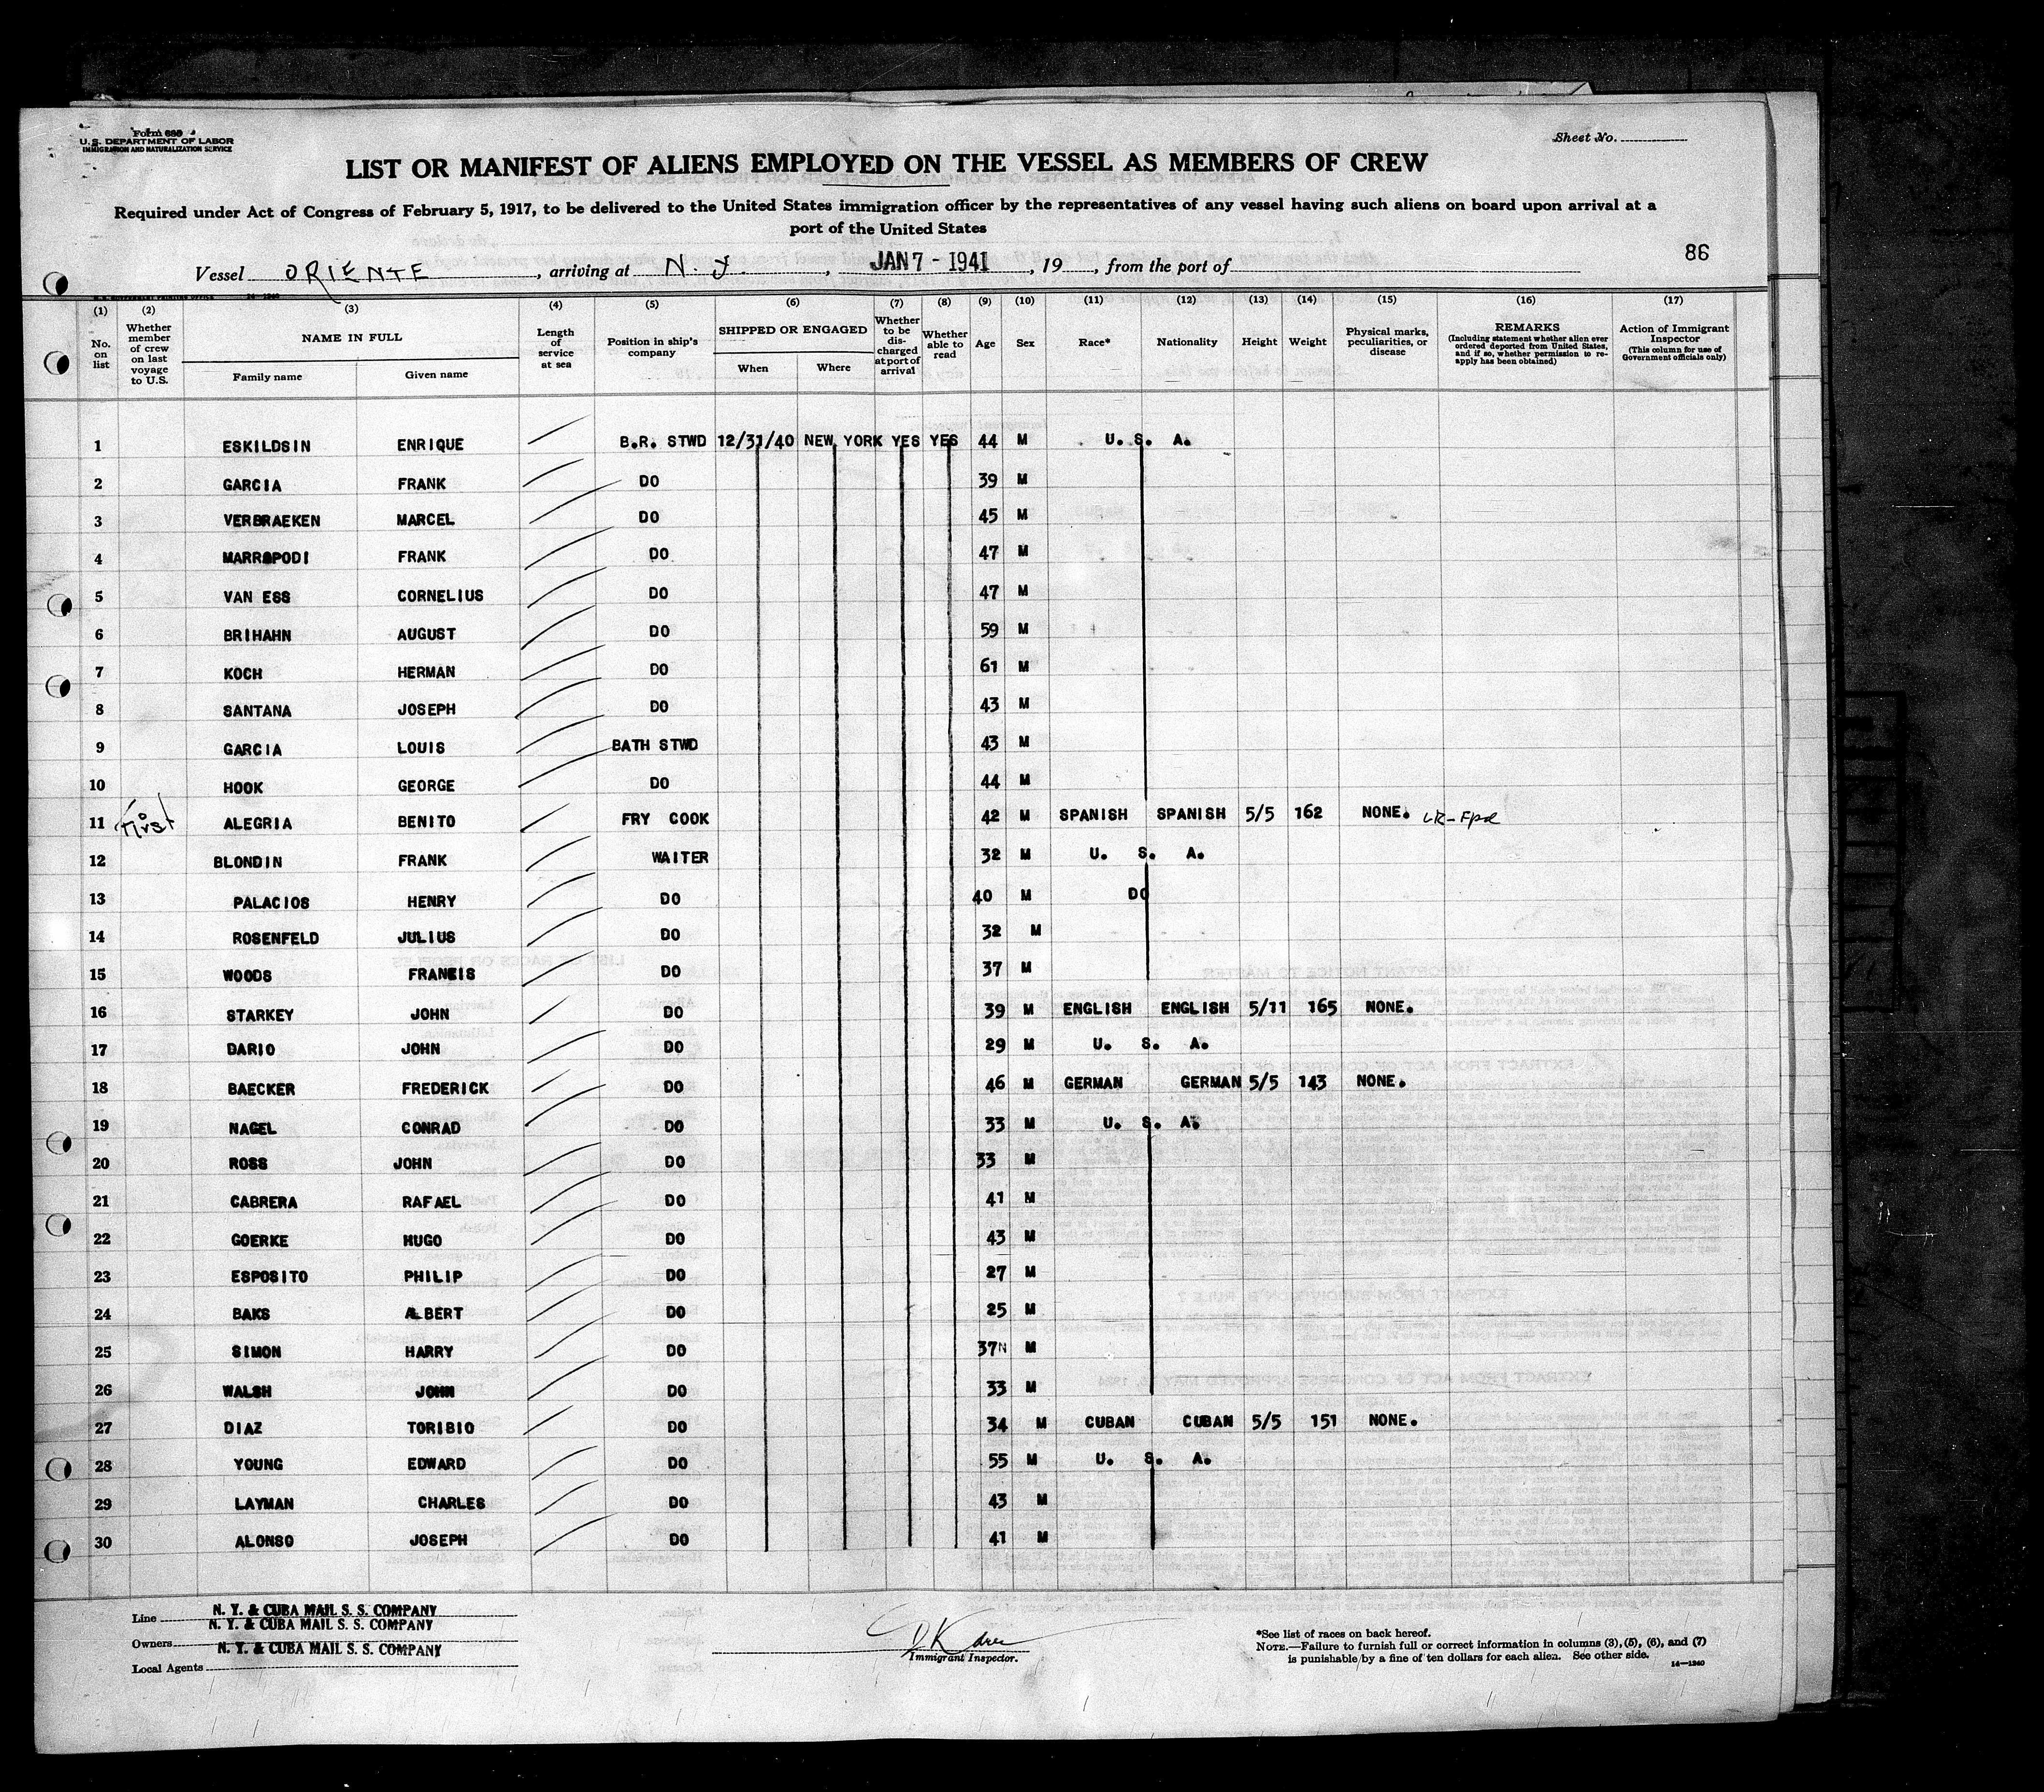 Form 680
U.S. DEPARTMENT OF LABOR
IMMIGRATION AND NATURALIZATION SERVICE
Sheet No.
LIST OR MANIFEST OF ALIENS EMPLOYED ON THE VESSEL AS MEMBERS OF CREW
Required under Act of Congress of February 5, 1917, to be delivered to the United States immigration officer by the representatives of any vessel having such aliens on board upon arrival at a
port of the United States
86
Vessel ORIENTE, arriving at N. Y., JAN 7 - 1941, 19, from the port of
(1) (2) (3) (4) (5) (6) (7) (8) (9) (10) (11) (12) (13) (14) (15) (16) (17)
No. on list
Whether member of crew on last voyage to U.S.
NAME IN FULL
Family name Given name
Length of service at sea
Position in ship's company
SHIPPED OR ENGAGED
When Where
Whether to be discharged at port of arrival
Whether able to read
Age
Sex
Race*
Nationality
Height
Weight
Physical marks, peculiarities, or disease
REMARKS
(Including statement whether alien ever ordered deported from United States, and if so, whether permission to reapply has been obtained)
Action of Immigrant Inspector
(This column for use of Government officials only)
1 ESKILDSIN ENRIQUE B.R. STWD 12/31/40 NEW YORK YES YES 44 M U. S. A.
2 GARCIA FRANK DO 39 M
3 VERBRAEKEN MARCEL DO 45 M
4 MARROPODI FRANK DO 47 M
5 VAN ESS CORNELIUS DO 47 M
6 BRIHAHN AUGUST DO 59 M
7 KOCH HERMAN DO 61 M
8 SANTANA JOSEPH DO 43 M
9 GARCIA LOUIS BATH STWD 43 M
10 HOOK GEORGE DO 44 M
11 First ALEGRIA BENITO FRY COOK 42 M SPANISH SPANISH 5/5 162 NONE.
12 BLONDIN FRANK WAITER 32 M U. S. A.
13 PALACIOS HENRY DO 40 M DO
14 ROSENFELD JULIUS DO 32 M
15 WOODS FRANCIS DO 37 M
16 STARKEY JOHN DO 39 M ENGLISH ENGLISH 5/11 165 NONE.
17 DARIO JOHN DO 29 M U. S. A.
18 BAECKER FREDERICK DO 46 M GERMAN GERMAN 5/5 143 NONE.
19 NAGEL CONRAD DO 33 M U. S. A.
20 ROSS JOHN DO 33 M
21 CABRERA RAFAEL DO 41 M
22 GOERKE HUGO DO 43 M
23 ESPOSITO PHILIP DO 27 M
24 BAKS ALBERT DO 25 M
25 SIMON HARRY DO 37 M
26 WALSH JOHN DO 33 M
27 DIAZ TORIBIO DO 34 M CUBAN CUBAN 5/5 151 NONE.
28 YOUNG EDWARD DO 55 M U. S. A.
29 LAYMAN CHARLES DO 43 M
30 ALONSO JOSEPH DO 41 M
Line N. Y. & CUBA MAIL S. S. COMPANY
Owners N. Y. & CUBA MAIL S. S. COMPANY
Local Agents N. Y. & CUBA MAIL S. S. COMPANY
Immigrant Inspector.
*See list of races on back hereof.
NOTE.—Failure to furnish full or correct information in columns (3), (5), (6), and (7)
is punishable by a fine of ten dollars for each alien. See other side.
14—1240